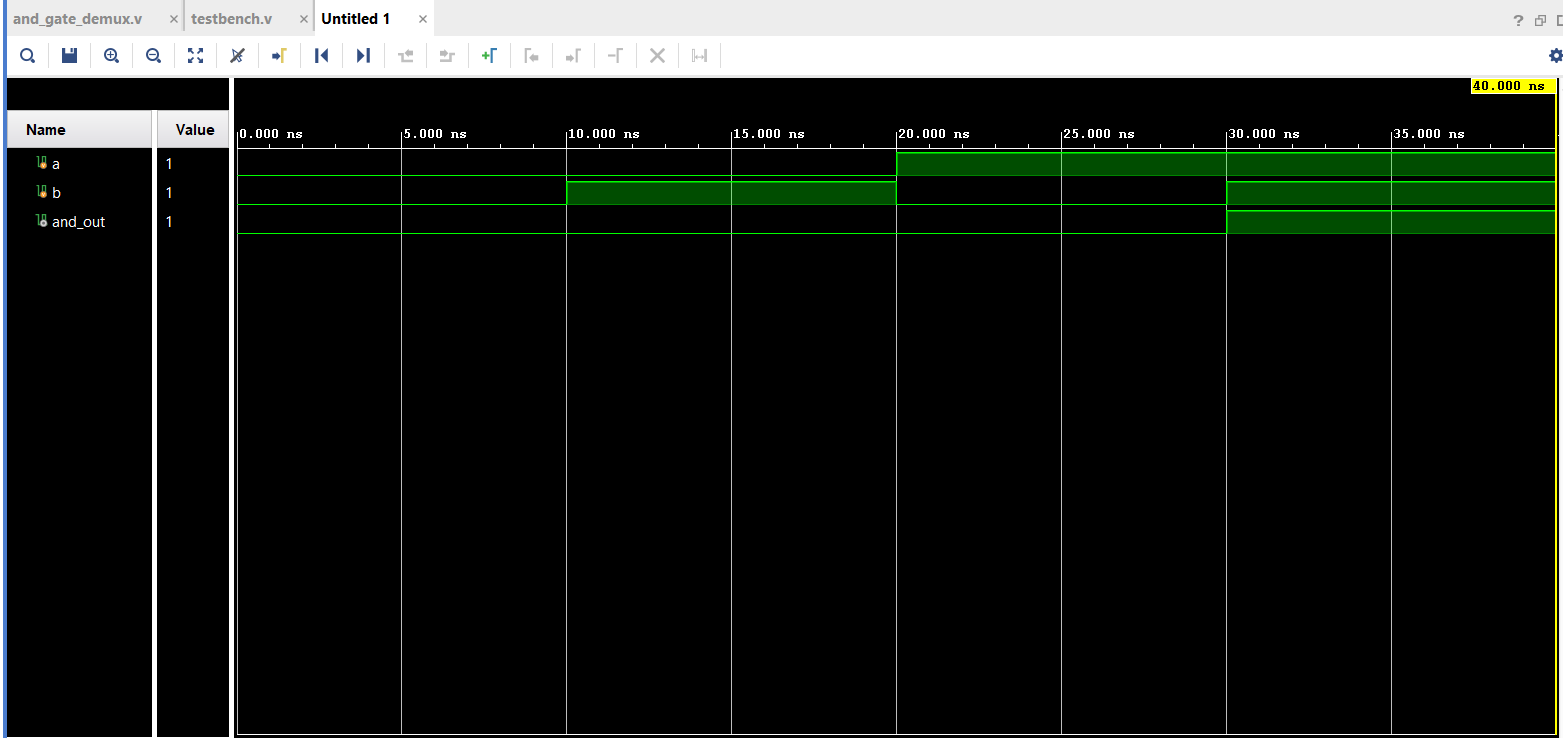 and_gate_demux.v × testbench.v × Untitled 1 × ?
40.000 ns
Name Value 0.000 ns 5.000 ns 10.000 ns 15.000 ns 20.000 ns 25.000 ns 30.000 ns 35.000 ns
a 1
b 1
and_out 1